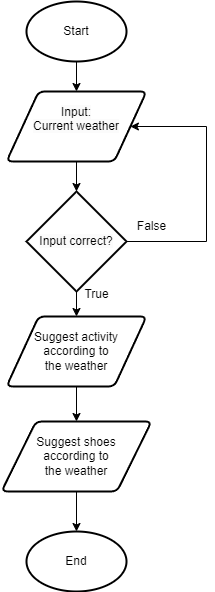 Start
Input:
Current weather
Input correct?
False
True
Suggest activity
according to
the weather
Suggest shoes
according to
the weather
End